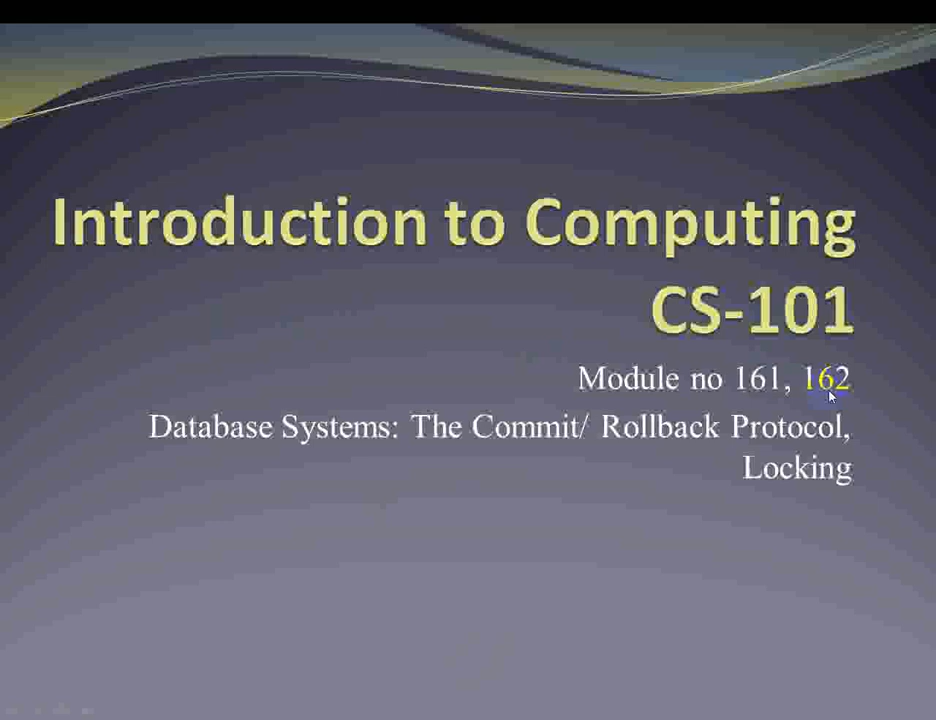 Introduction to Computing
CS-101
Module no 161, 162
Database Systems: The Commit/ Rollback Protocol,
Locking